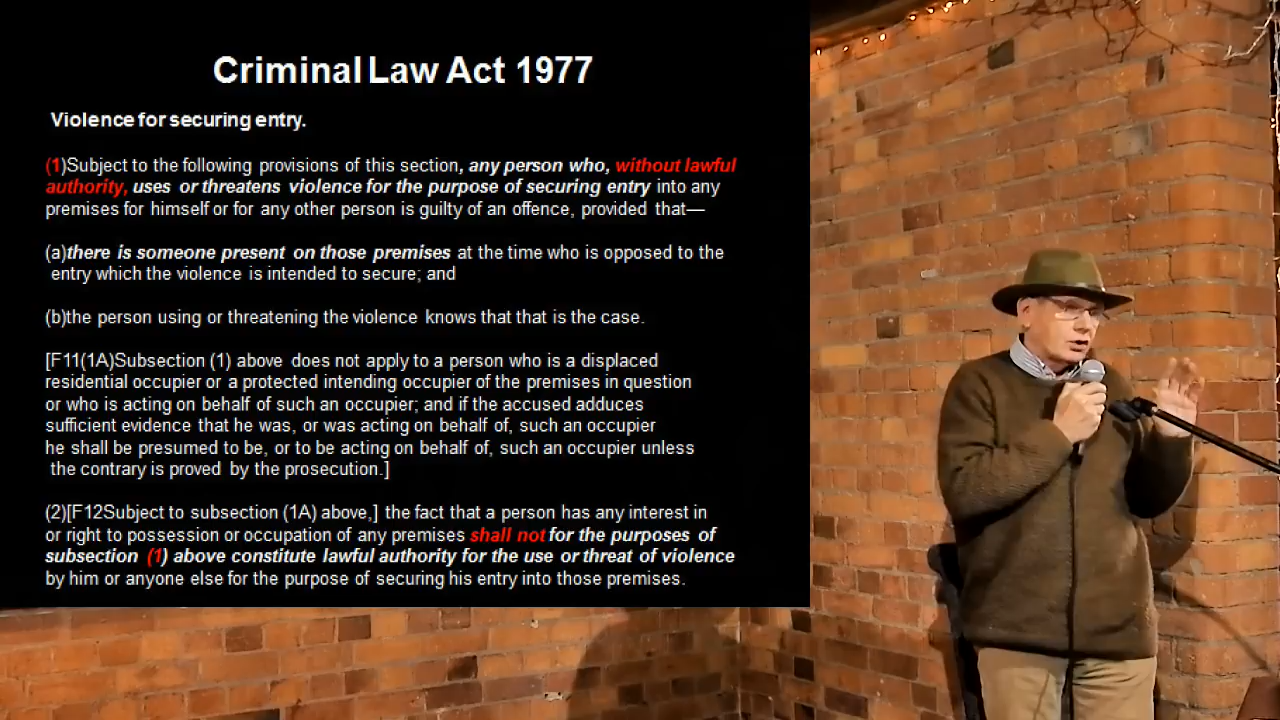 Criminal Law Act 1977
Violence for securing entry.
(1)Subject to the following provisions of this section, any person who, without lawful
authority, uses or threatens violence for the purpose of securing entry into any
premises for himself or for any other person is guilty of an offence, provided that—
(a)there is someone present on those premises at the time who is opposed to the
entry which the violence is intended to secure; and
(b)the person using or threatening the violence knows that that is the case.
[F11(1A)Subsection (1) above does not apply to a person who is a displaced
residential occupier or a protected intending occupier of the premises in question
or who is acting on behalf of such an occupier; and if the accused adduces
sufficient evidence that he was, or was acting on behalf of, such an occupier
he shall be presumed to be, or to be acting on behalf of, such an occupier unless
the contrary is proved by the prosecution.]
(2)[F12Subject to subsection (1A) above,] the fact that a person has any interest in
or right to possession or occupation of any premises shall not for the purposes of
subsection (1) above constitute lawful authority for the use or threat of violence
by him or anyone else for the purpose of securing his entry into those premises.